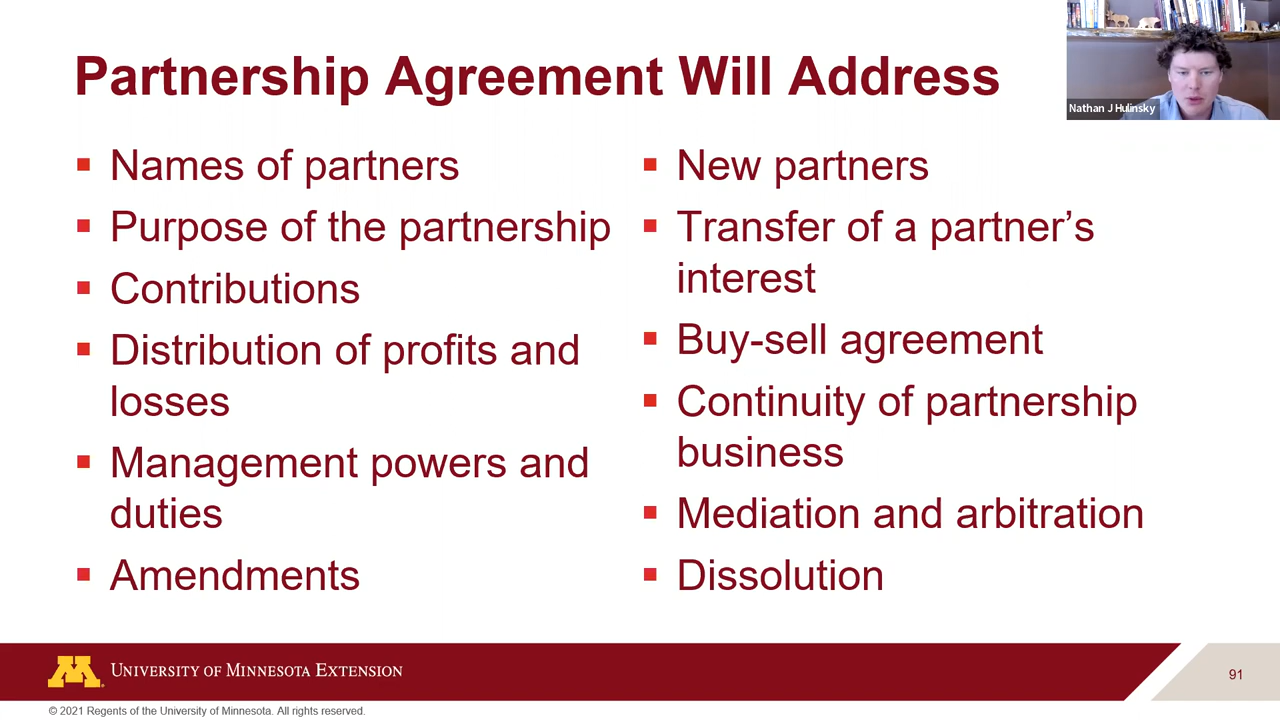 Partnership Agreement Will Address
Nathan J Hulinsky
▪ Names of partners
▪ Purpose of the partnership
▪ Contributions
▪ Distribution of profits and
losses
▪ Management powers and
duties
▪ Amendments
▪ New partners
▪ Transfer of a partner’s
interest
▪ Buy-sell agreement
▪ Continuity of partnership
business
▪ Mediation and arbitration
▪ Dissolution
M
UNIVERSITY OF MINNESOTA EXTENSION
91
© 2021 Regents of the University of Minnesota. All rights reserved.